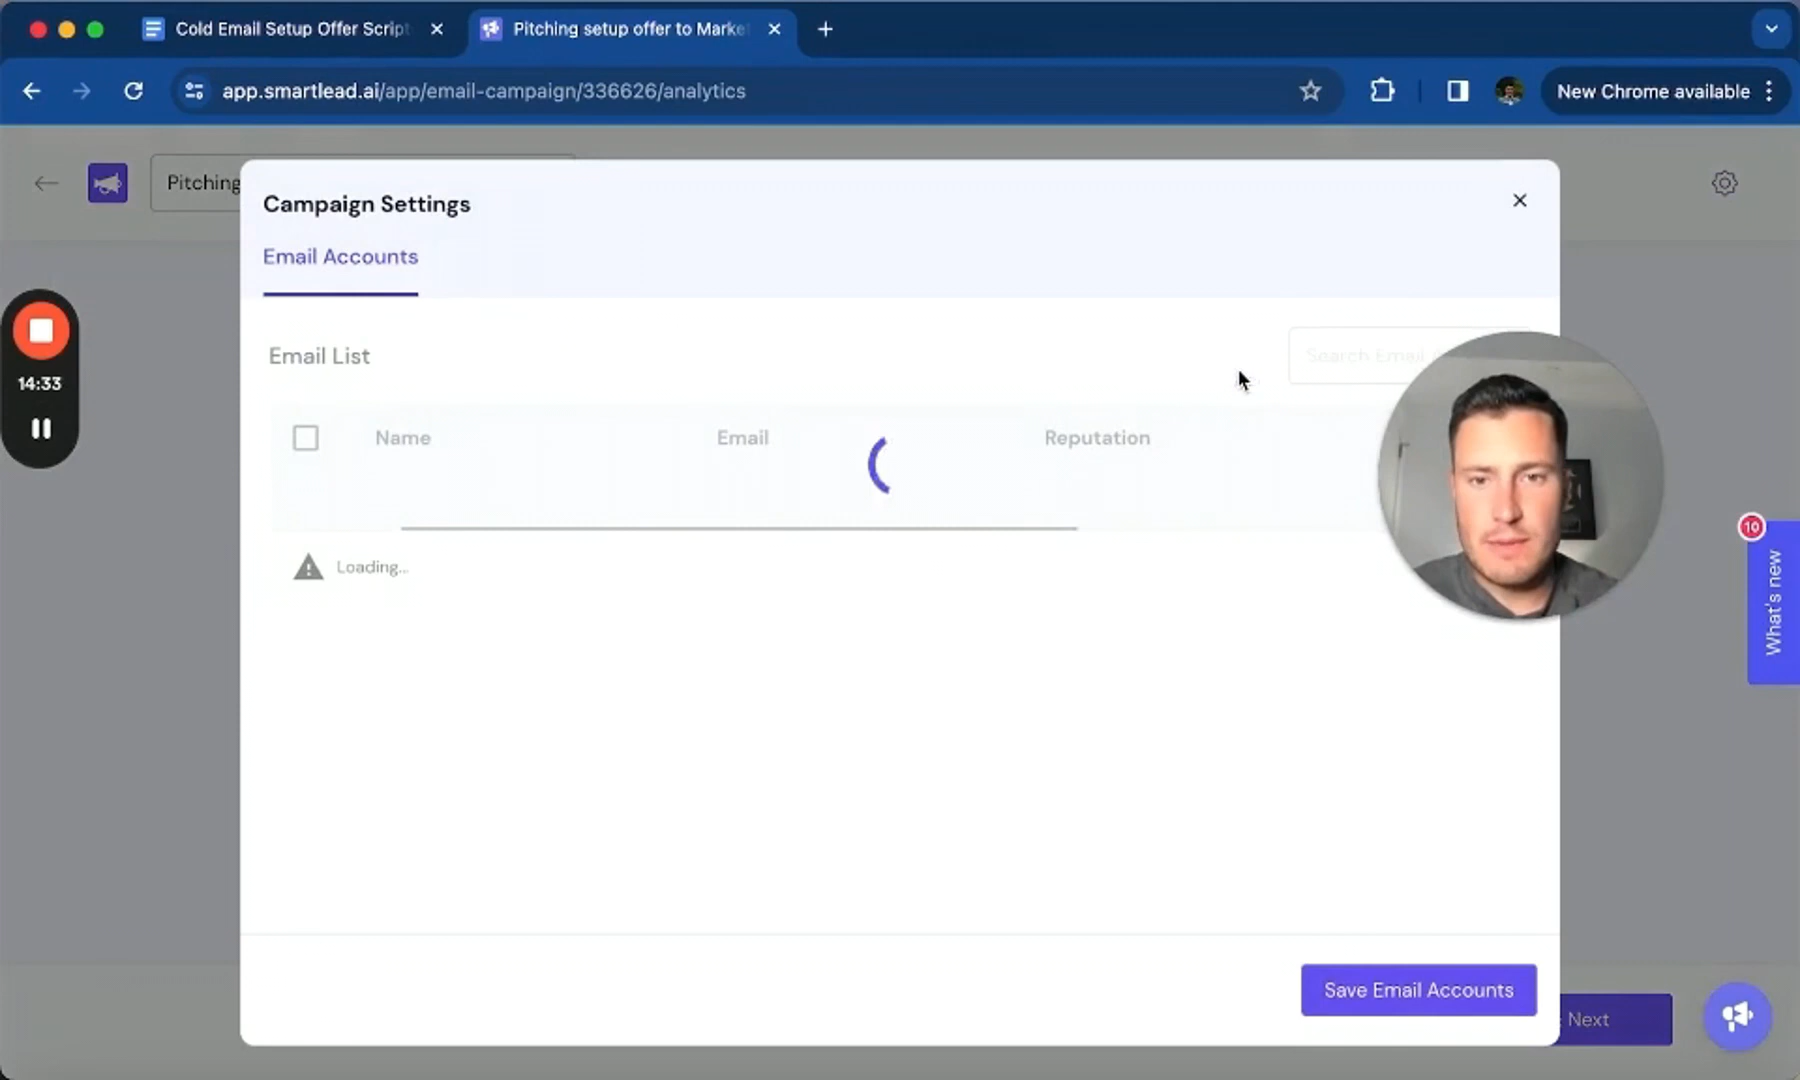 Cold Email Setup Offer Script
Pitching setup offer to Marke
app.smartlead.ai/app/email-campaign/336626/analytics
New Chrome available
Pitching
Campaign Settings
Email Accounts
Email List
Search Email
14:33
Name
Email
Reputation
Loading...
10
What's new
Save Email Accounts
Next